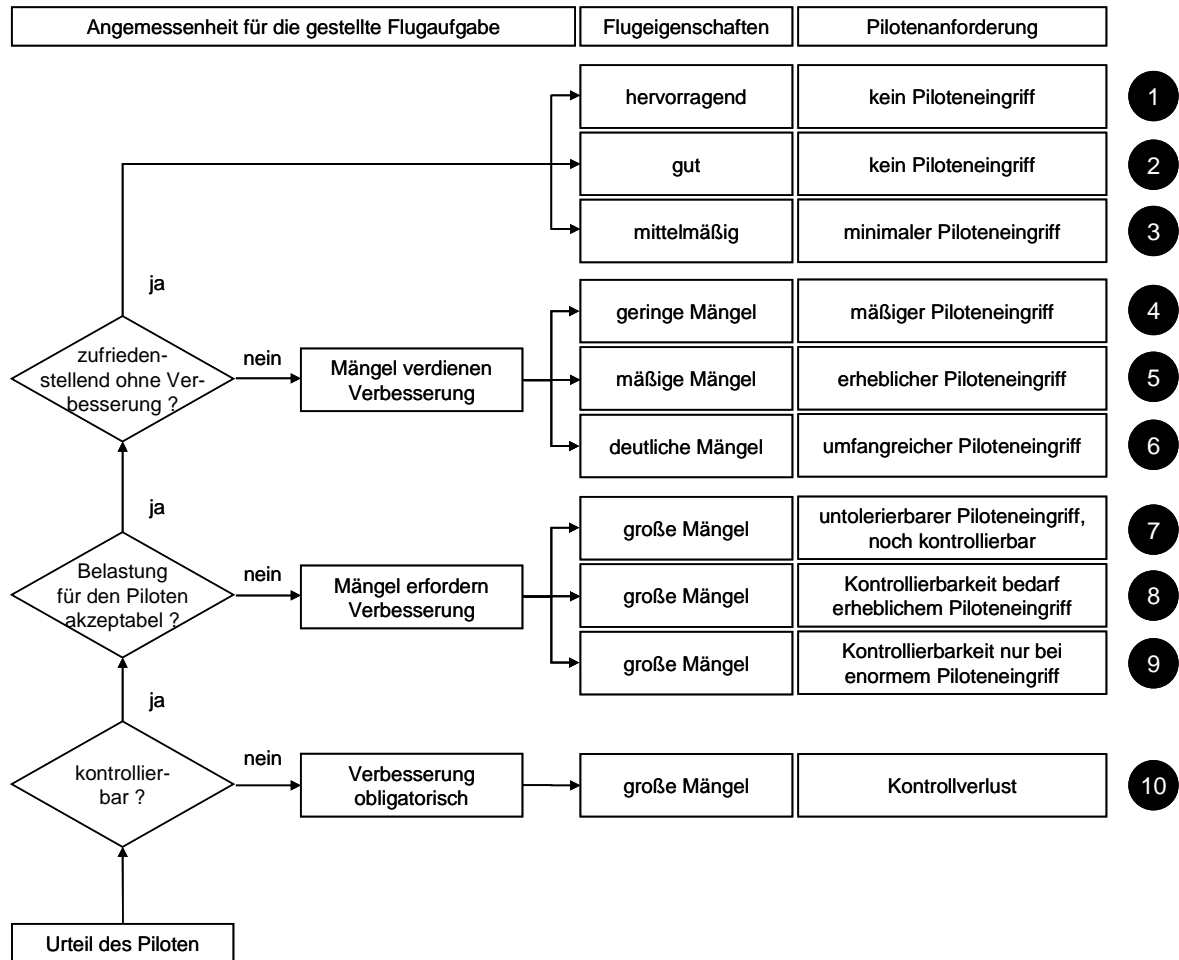 Angemessenheit für die gestellte Flugaufgabe
Flugeigenschaften
Pilotenanforderung
hervorragend
kein Piloteneingriff
1
gut
kein Piloteneingriff
2
mittelmäßig
minimaler Piloteneingriff
3
ja
zufrieden-
stellend ohne Ver-
besserung ?
nein
Mängel verdienen
Verbesserung
geringe Mängel
mäßiger Piloteneingriff
4
mäßige Mängel
erheblicher Piloteneingriff
5
deutliche Mängel
umfangreicher Piloteneingriff
6
ja
Belastung
für den Piloten
akzeptabel ?
nein
Mängel erfordern
Verbesserung
große Mängel
untolerierbarer Piloteneingriff,
noch kontrollierbar
7
große Mängel
Kontrollierbarkeit bedarf
erheblichem Piloteneingriff
8
große Mängel
Kontrollierbarkeit nur bei
enormem Piloteneingriff
9
ja
kontrollier-
bar ?
nein
Verbesserung
obligatorisch
große Mängel
Kontrollverlust
10
Urteil des Piloten